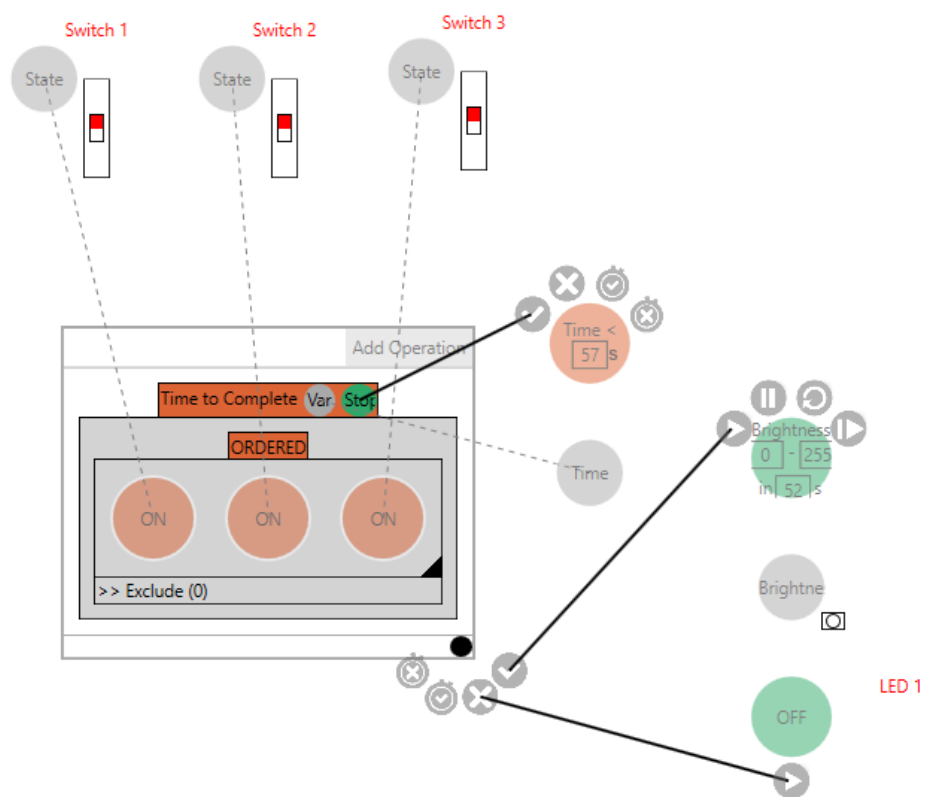 Switch 1
Switch 2
Switch 3
State
State
State
Time <
57 s
Add Operation
Time to Complete Var Stop
ORDERED
Brightness
0 - 255
in 52 s
Time
ON
ON
ON
>> Exclude (0)
Brightne
LED 1
OFF